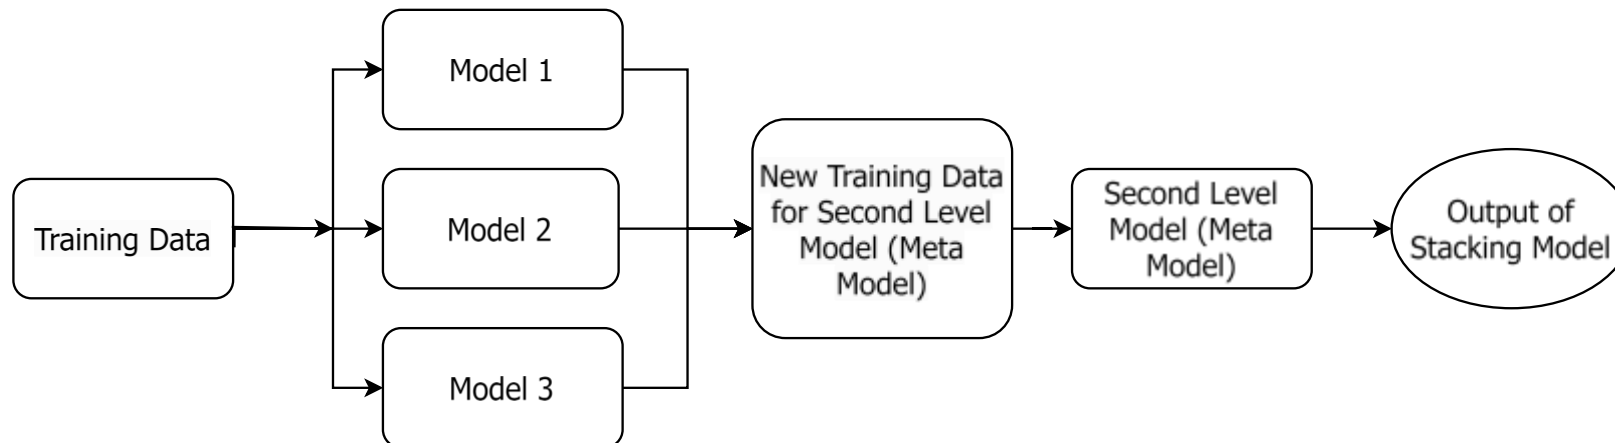 Training Data
Model 1
Model 2
Model 3
New Training Data
for Second Level
Model (Meta
Model)
Second Level
Model (Meta
Model)
Output of
Stacking Model